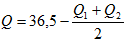 Q = 36,5 − (Q₁ + Q₂)/2